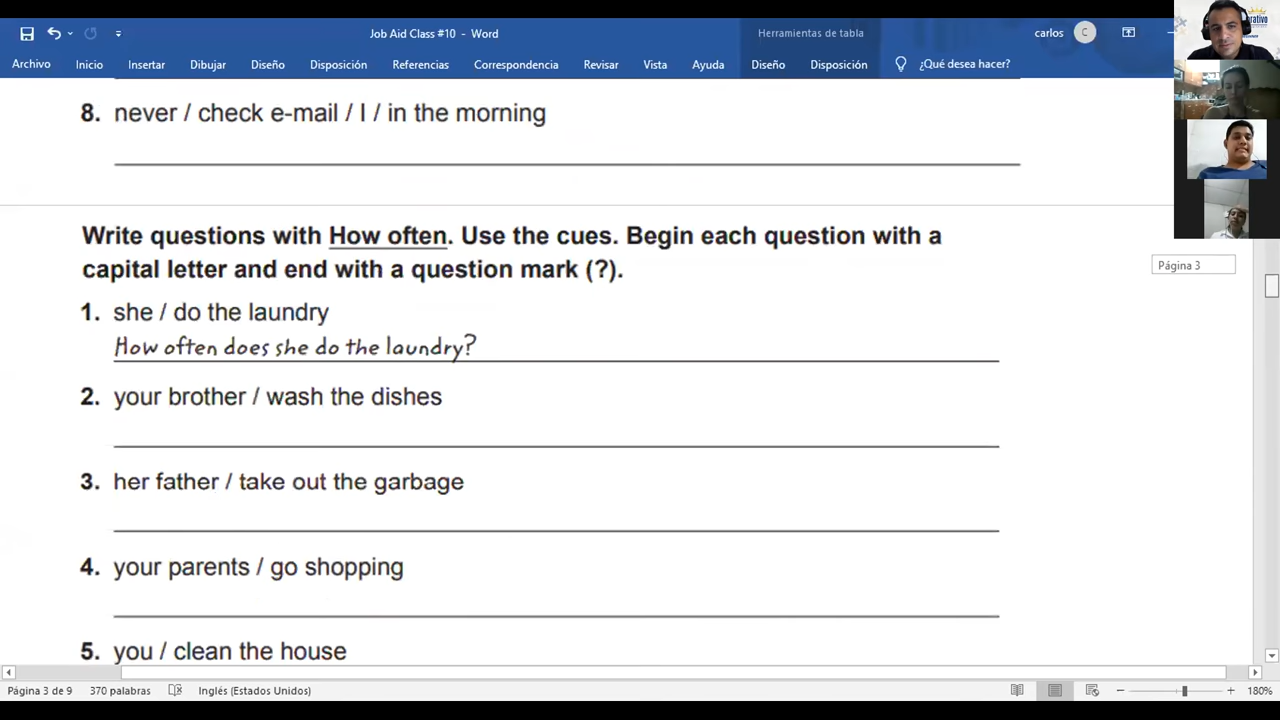 Job Aid Class #10 – Word
Herramientas de tabla
carlos
C
Archivo Inicio Insertar Dibujar Diseño Disposición Referencias Correspondencia Revisar Vista Ayuda Diseño Disposición ¿Qué desea hacer?
8. never / check e-mail / I / in the morning
Write questions with How often. Use the cues. Begin each question with a
capital letter and end with a question mark (?).
Página 3
1. she / do the laundry
How often does she do the laundry?
2. your brother / wash the dishes
3. her father / take out the garbage
4. your parents / go shopping
5. you / clean the house
Página 3 de 9 370 palabras Inglés (Estados Unidos) 180%